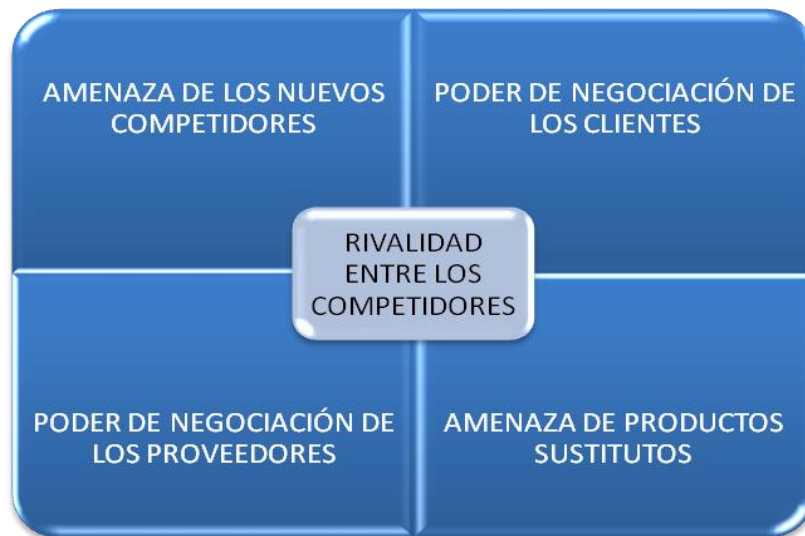 AMENAZA DE LOS NUEVOS
COMPETIDORES
PODER DE NEGOCIACIÓN DE
LOS CLIENTES
RIVALIDAD
ENTRE LOS
COMPETIDORES
PODER DE NEGOCIACIÓN DE
LOS PROVEEDORES
AMENAZA DE PRODUCTOS
SUSTITUTOS